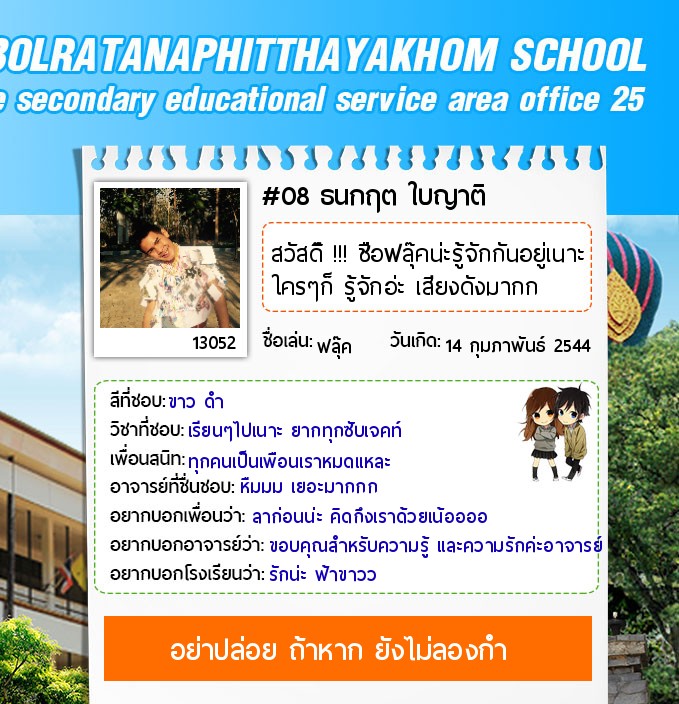 BOLRATANAPHITTHAYAKHOM SCHOOL
e secondary educational service area office 25
#08 ธนกฤต ใบญาติ
สวัสดี !!! ชื่อฟลุ๊คน่ะรู้จักกันอยู่เนาะ
ใครๆก็ รู้จักอ่ะ เสียงดังมากก
13052
ชื่อเล่น: ฟลุ๊ค วันเกิด: 14 กุมภาพันธ์ 2544
สีที่ชอบ: ขาว ดำ
วิชาที่ชอบ: เรียนๆไปเนาะ ยากทุกซับเจคท์
เพื่อนสนิท: ทุกคนเป็นเพื่อนเราหมดแหละ
อาจารย์ที่ชื่นชอบ: หืมมม เยอะมากกก
อยากบอกเพื่อนว่า: ลาก่อนน่ะ คิดถึงเราด้วยเน้ออออ
อยากบอกอาจารย์ว่า: ขอบคุณสำหรับความรู้ และความรักค่ะอาจารย์
อยากบอกโรงเรียนว่า: รักน่ะ ฟ้าขาวว
อย่าปล่อย ถ้าหาก ยังไม่ลองกำ